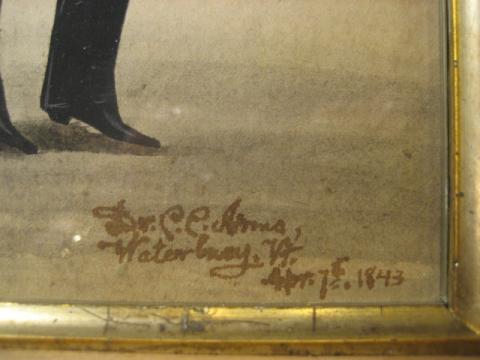 Dr. C. C. Arms,
Waterbury, Vt.
Apr. 7th. 1843